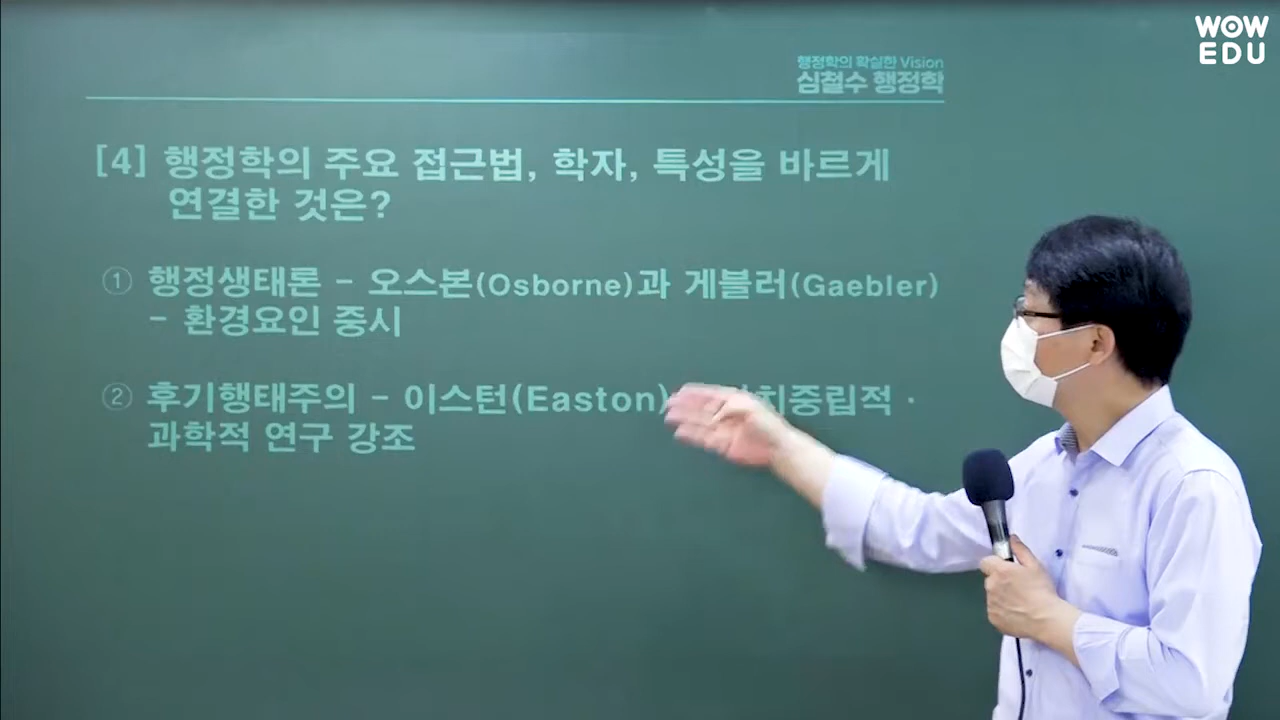 WOW
EDU
행정학의 확실한 Vision
심철수 행정학
[4] 행정학의 주요 접근법, 학자, 특성을 바르게
연결한 것은?
① 행정생태론 - 오스본(Osborne)과 게블러(Gaebler)
- 환경요인 중시
② 후기행태주의 - 이스턴(Easton)
·
과학적 연구 강조